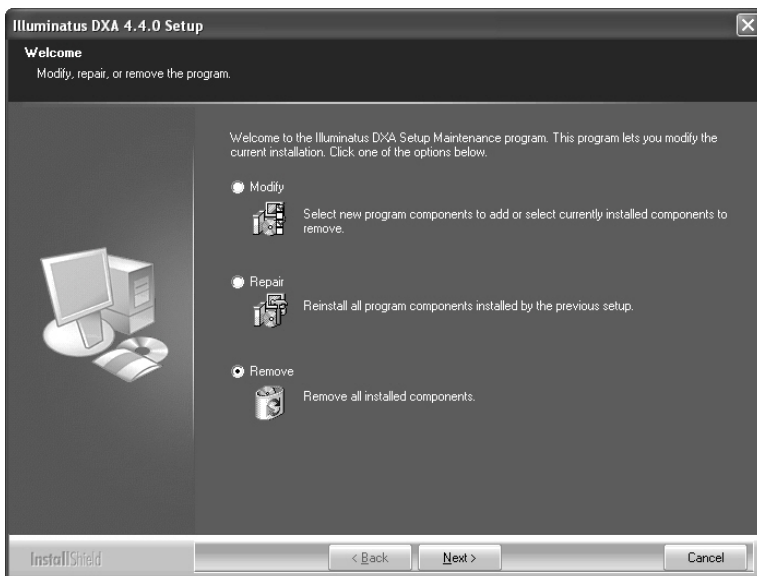 Illuminatus DXA 4.4.0 Setup
Welcome
Modify, repair, or remove the program.
Welcome to the Illuminatus DXA Setup Maintenance program. This program lets you modify the
current installation. Click one of the options below.
Modify
Select new program components to add or select currently installed components to
remove.
Repair
Reinstall all program components installed by the previous setup.
Remove
Remove all installed components.
InstallShield
< Back
Next >
Cancel